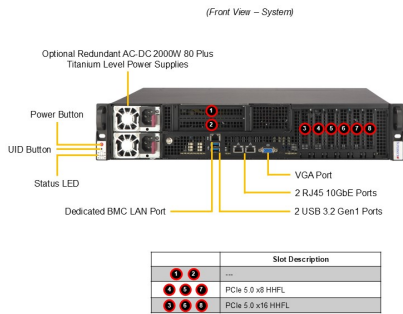 (Front View – System)
Optional Redundant AC-DC 2000W 80 Plus
Titanium Level Power Supplies
1
2
3 4 5 6 7 8
Power Button
UID Button
Status LED
Dedicated BMC LAN Port
VGA Port
2 RJ45 10GbE Ports
2 USB 3.2 Gen1 Ports
Slot Description
1 2 ---
4 5 7 PCIe 5.0 x8 HHFL
3 6 8 PCIe 5.0 x16 HHFL